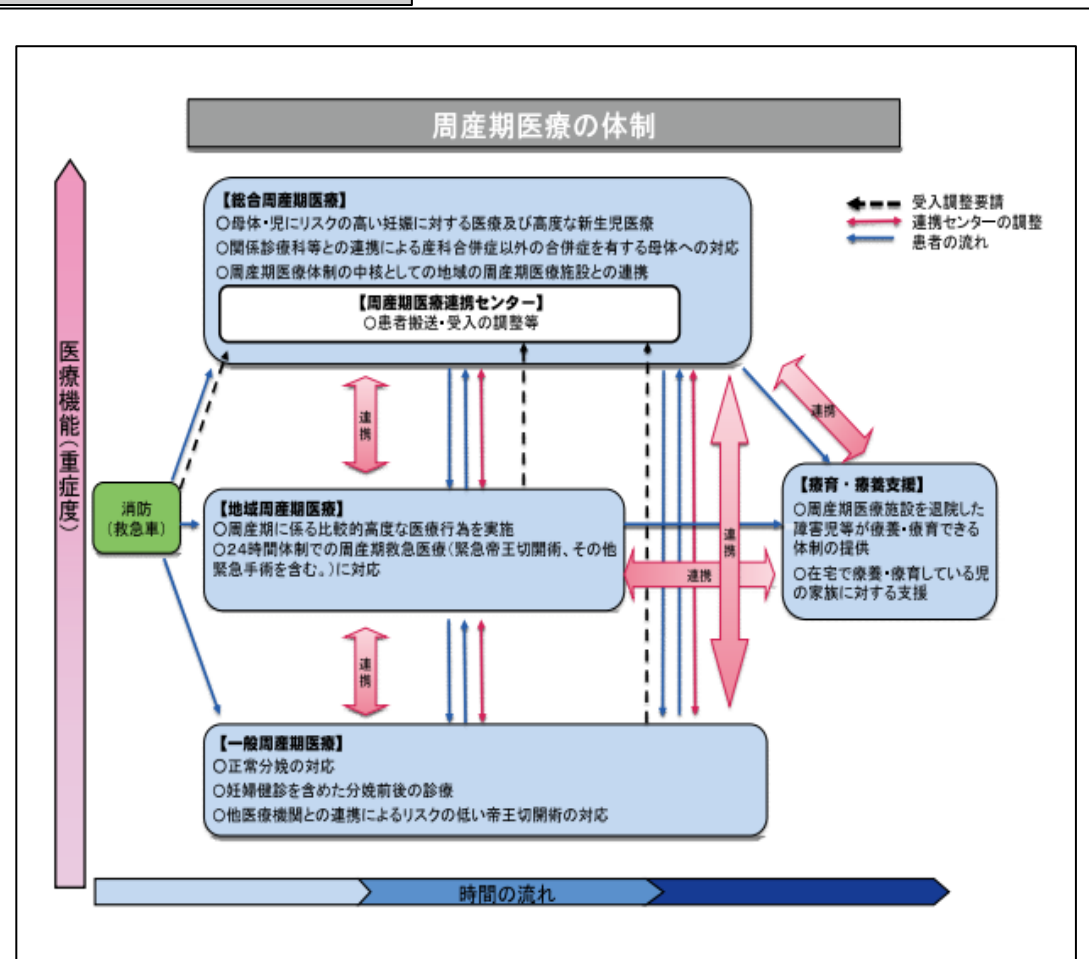 周産期医療の体制
受入調整要請
連携センターの調整
患者の流れ
医療機能(重症度)
【総合周産期医療】
○母体・児にリスクの高い妊娠に対する医療及び高度な新生児医療
○関係診療科等との連携による産科合併症以外の合併症を有する母体への対応
○周産期医療体制の中核としての地域の周産期医療施設との連携
【周産期医療連携センター】
○患者搬送・受入の調整等
連携
連携
消防
(救急車)
【地域周産期医療】
○周産期に係る比較的高度な医療行為を実施
○24時間体制での周産期救急医療(緊急帝王切開術、その他
緊急手術を含む。)に対応
連携
連携
【療育・療養支援】
○周産期医療施設を退院した
障害児等が療養・療育できる
体制の提供
○在宅で療養・療育している児
の家族に対する支援
連携
【一般周産期医療】
○正常分娩の対応
○妊婦健診を含めた分娩前後の診療
○他医療機関との連携によるリスクの低い帝王切開術の対応
時間の流れ